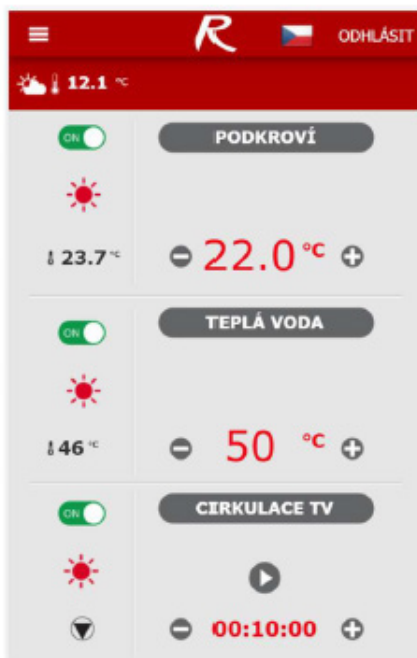 R ODHLÁSIT
12.1 °C
ON PODKROVÍ
23.7 °C 22.0 °C
ON TEPLÁ VODA
46 °C 50 °C
ON CIRKULACE TV
00:10:00